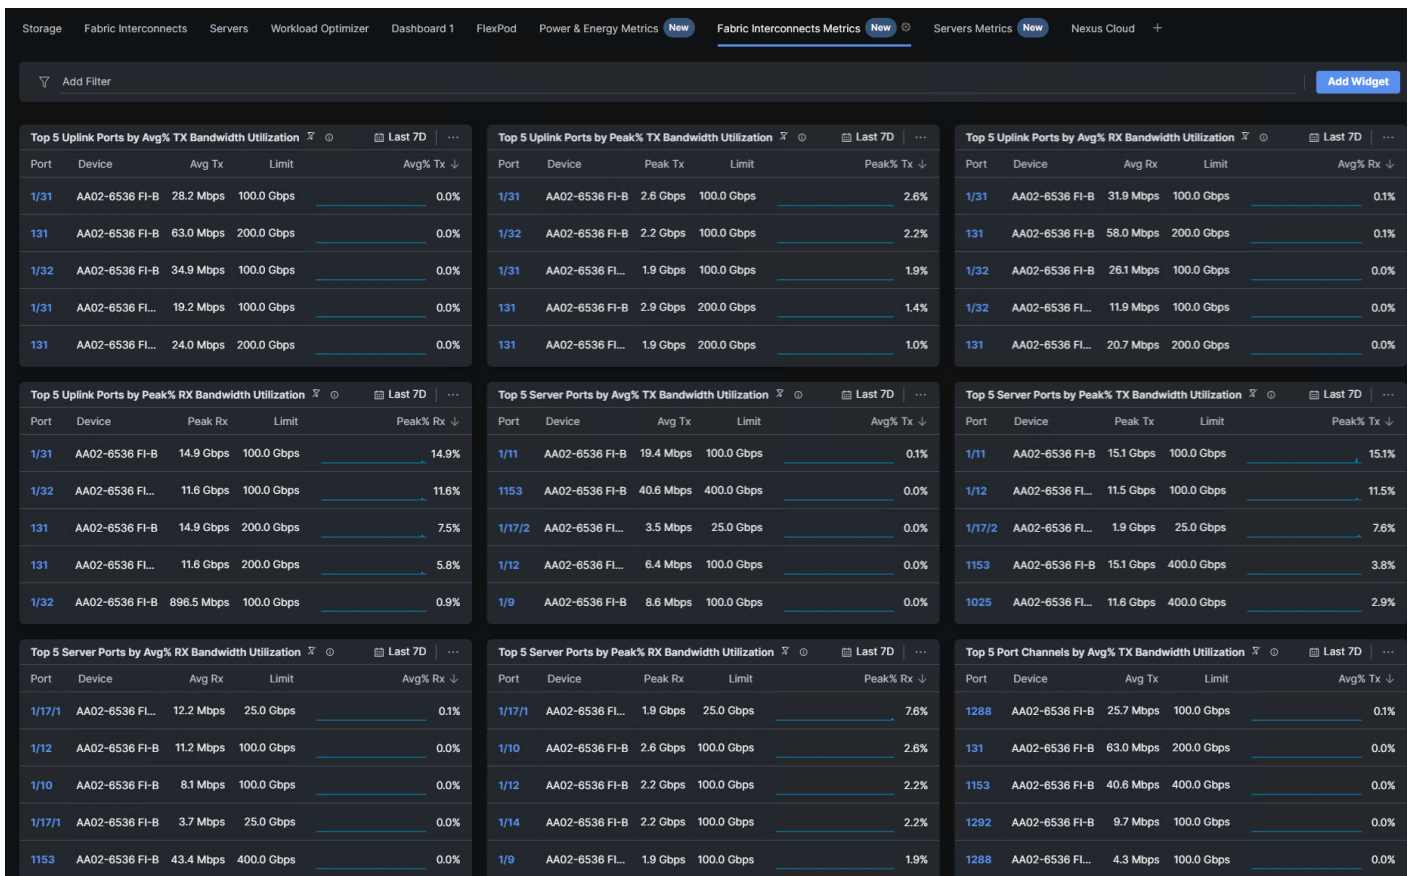 Storage Fabric Interconnects Servers Workload Optimizer Dashboard 1 FlexPod Power & Energy Metrics New Fabric Interconnects Metrics New Servers Metrics New Nexus Cloud +
Add Filter Add Widget
Top 5 Uplink Ports by Avg% TX Bandwidth Utilization Last 7D
Port Device Avg Tx Limit Avg% Tx
1/31 AA02-6536 FI-B 28.2 Mbps 100.0 Gbps 0.0%
131 AA02-6536 FI-B 63.0 Mbps 200.0 Gbps 0.0%
1/32 AA02-6536 FI-B 34.9 Mbps 100.0 Gbps 0.0%
1/31 AA02-6536 FI... 19.2 Mbps 100.0 Gbps 0.0%
131 AA02-6536 FI... 24.0 Mbps 200.0 Gbps 0.0%
Top 5 Uplink Ports by Peak% TX Bandwidth Utilization Last 7D
Port Device Peak Tx Limit Peak% Tx
1/31 AA02-6536 FI-B 2.6 Gbps 100.0 Gbps 2.6%
1/32 AA02-6536 FI-B 2.2 Gbps 100.0 Gbps 2.2%
1/31 AA02-6536 FI... 1.9 Gbps 100.0 Gbps 1.9%
131 AA02-6536 FI-B 2.9 Gbps 200.0 Gbps 1.4%
131 AA02-6536 FI... 1.9 Gbps 200.0 Gbps 1.0%
Top 5 Uplink Ports by Avg% RX Bandwidth Utilization Last 7D
Port Device Avg Rx Limit Avg% Rx
1/31 AA02-6536 FI-B 31.9 Mbps 100.0 Gbps 0.1%
131 AA02-6536 FI-B 58.0 Mbps 200.0 Gbps 0.1%
1/32 AA02-6536 FI-B 26.1 Mbps 100.0 Gbps 0.0%
1/32 AA02-6536 FI... 11.9 Mbps 100.0 Gbps 0.0%
131 AA02-6536 FI... 20.7 Mbps 200.0 Gbps 0.0%
Top 5 Uplink Ports by Peak% RX Bandwidth Utilization Last 7D
Port Device Peak Rx Limit Peak% Rx
1/31 AA02-6536 FI-B 14.9 Gbps 100.0 Gbps 14.9%
1/32 AA02-6536 FI... 11.6 Gbps 100.0 Gbps 11.6%
131 AA02-6536 FI-B 14.9 Gbps 200.0 Gbps 7.5%
131 AA02-6536 FI... 11.6 Gbps 200.0 Gbps 5.8%
1/32 AA02-6536 FI-B 896.5 Mbps 100.0 Gbps 0.9%
Top 5 Server Ports by Avg% TX Bandwidth Utilization Last 7D
Port Device Avg Tx Limit Avg% Tx
1/11 AA02-6536 FI-B 19.4 Mbps 100.0 Gbps 0.1%
1153 AA02-6536 FI-B 40.6 Mbps 400.0 Gbps 0.0%
1/17/2 AA02-6536 FI... 3.5 Mbps 25.0 Gbps 0.0%
1/12 AA02-6536 FI... 6.4 Mbps 100.0 Gbps 0.0%
1/9 AA02-6536 FI-B 8.6 Mbps 100.0 Gbps 0.0%
Top 5 Server Ports by Peak% TX Bandwidth Utilization Last 7D
Port Device Peak Tx Limit Peak% Tx
1/11 AA02-6536 FI-B 15.1 Gbps 100.0 Gbps 15.1%
1/12 AA02-6536 FI... 11.5 Gbps 100.0 Gbps 11.5%
1/17/2 AA02-6536 FI... 1.9 Gbps 25.0 Gbps 7.6%
1153 AA02-6536 FI-B 15.1 Gbps 400.0 Gbps 3.8%
1025 AA02-6536 FI... 11.6 Gbps 400.0 Gbps 2.9%
Top 5 Server Ports by Avg% RX Bandwidth Utilization Last 7D
Port Device Avg Rx Limit Avg% Rx
1/17/1 AA02-6536 FI... 12.2 Mbps 25.0 Gbps 0.1%
1/12 AA02-6536 FI-B 11.2 Mbps 100.0 Gbps 0.0%
1/10 AA02-6536 FI-B 8.1 Mbps 100.0 Gbps 0.0%
1/17/1 AA02-6536 FI-B 3.7 Mbps 25.0 Gbps 0.0%
1153 AA02-6536 FI-B 43.4 Mbps 400.0 Gbps 0.0%
Top 5 Server Ports by Peak% RX Bandwidth Utilization Last 7D
Port Device Peak Rx Limit Peak% Rx
1/17/1 AA02-6536 FI... 1.9 Gbps 25.0 Gbps 7.6%
1/10 AA02-6536 FI-B 2.6 Gbps 100.0 Gbps 2.6%
1/12 AA02-6536 FI-B 2.2 Gbps 100.0 Gbps 2.2%
1/14 AA02-6536 FI-B 2.2 Gbps 100.0 Gbps 2.2%
1/9 AA02-6536 FI... 1.9 Gbps 100.0 Gbps 1.9%
Top 5 Port Channels by Avg% TX Bandwidth Utilization Last 7D
Port Device Avg Tx Limit Avg% Tx
1288 AA02-6536 FI-B 25.7 Mbps 100.0 Gbps 0.1%
131 AA02-6536 FI-B 63.0 Mbps 200.0 Gbps 0.0%
1153 AA02-6536 FI-B 40.6 Mbps 400.0 Gbps 0.0%
1292 AA02-6536 FI-B 9.7 Mbps 100.0 Gbps 0.0%
1288 AA02-6536 FI... 4.3 Mbps 100.0 Gbps 0.0%